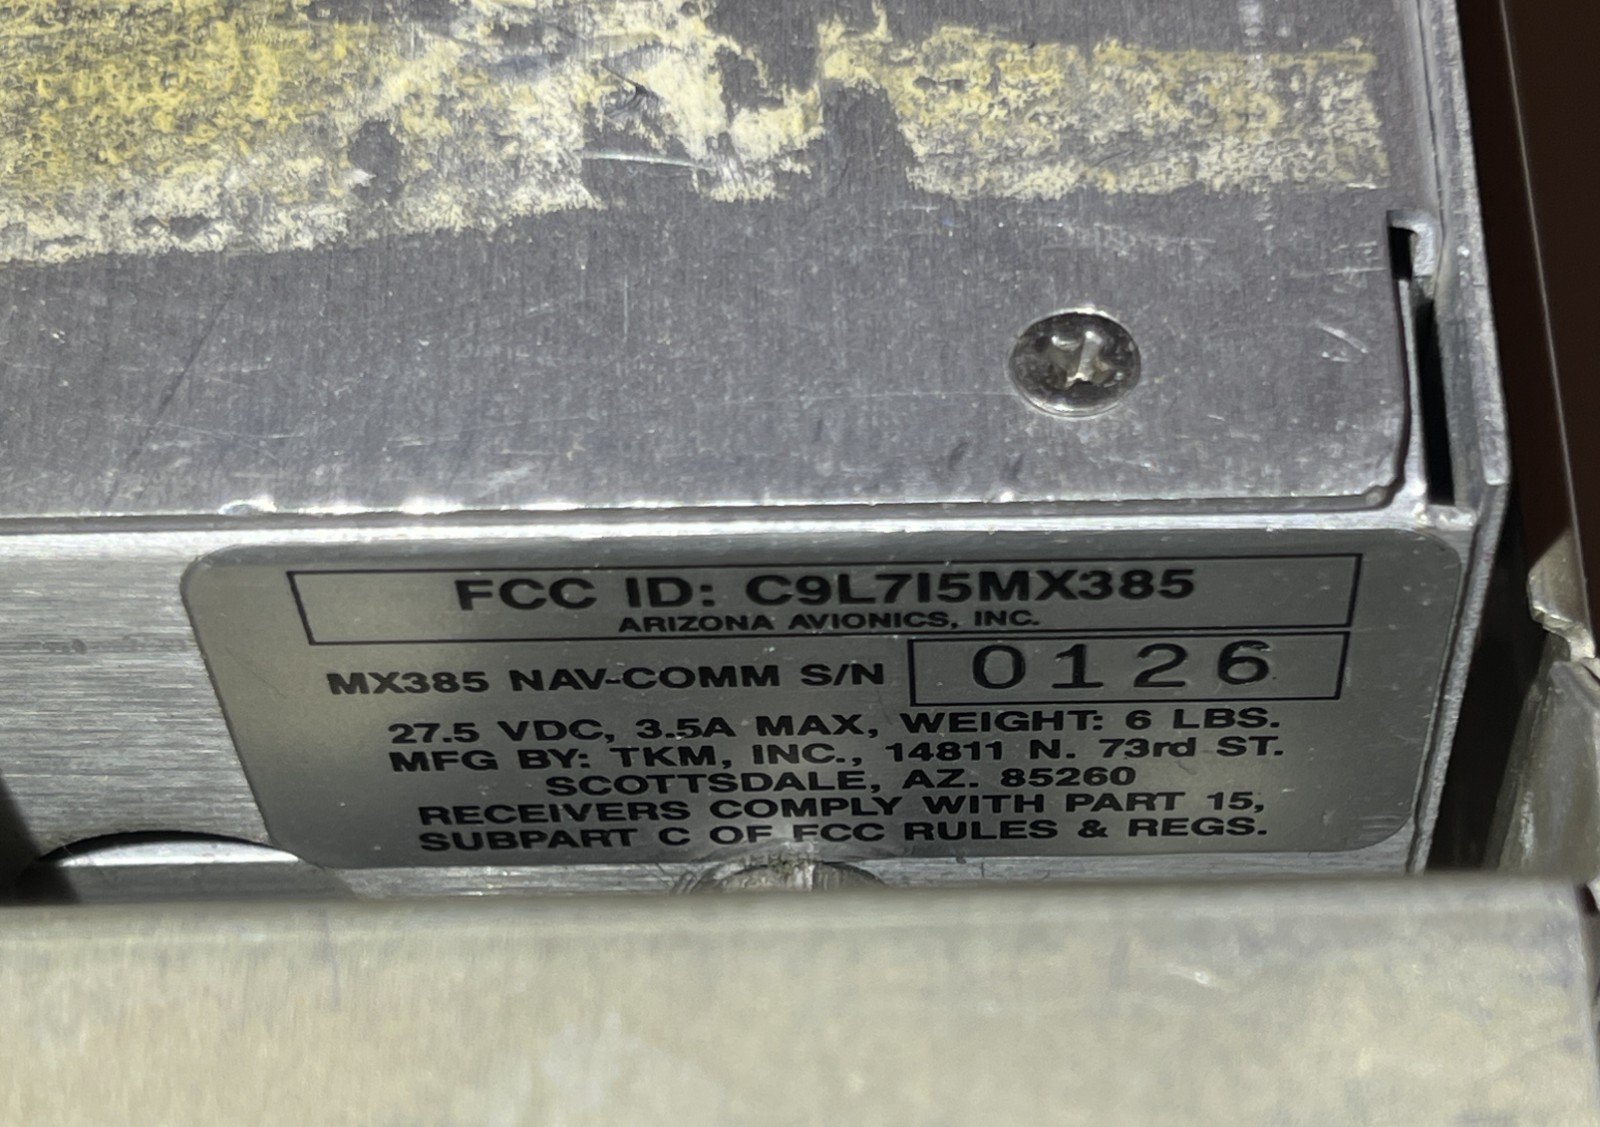 FCC ID: C9L7I5MX385
ARIZONA AVIONICS, INC.
MX385 NAV-COMM S/N 0126
27.5 VDC, 3.5A MAX, WEIGHT: 6 LBS.
MFG BY: TKM, INC., 14811 N. 73rd ST.
SCOTTSDALE, AZ. 85260
RECEIVERS COMPLY WITH PART 15,
SUBPART C OF FCC RULES & REGS.